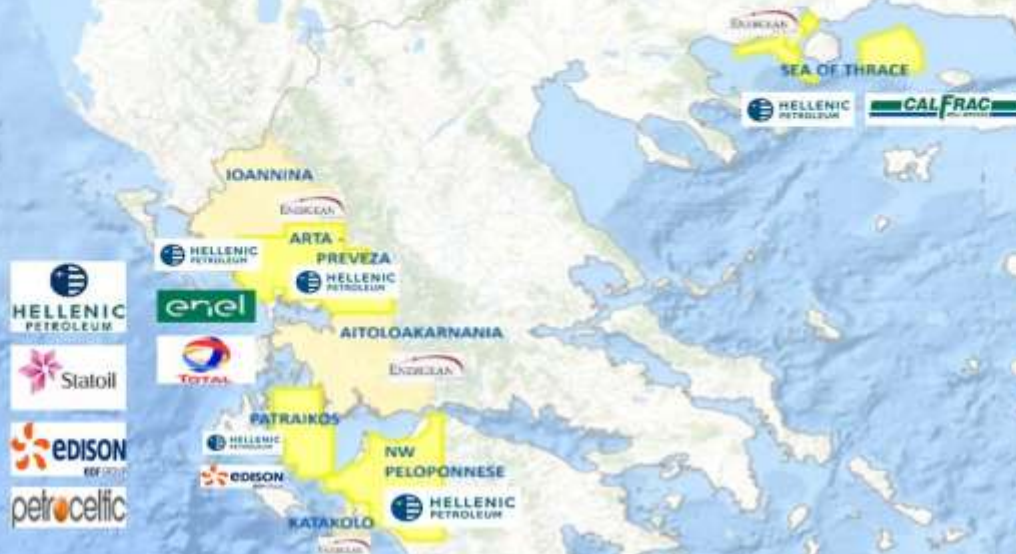 ENERGEAN
SEA OF THRACE
HELLENIC
PETROLEUM
CALFRAC
IOANNINA
ENERGEAN
ARTA -
PREVEZA
HELLENIC
PETROLEUM
HELLENIC
PETROLEUM
HELLENIC
PETROLEUM
enel
AITOLOAKARNANIA
Statoil
TOTAL
ENERGEAN
PATRAIKOS
HELLENIC
PETROLEUM
EDISON
EDF GROUP
NW
PELOPONNESE
EDISON
petroceltic
HELLENIC
PETROLEUM
KATAKOLO
ENERGEAN